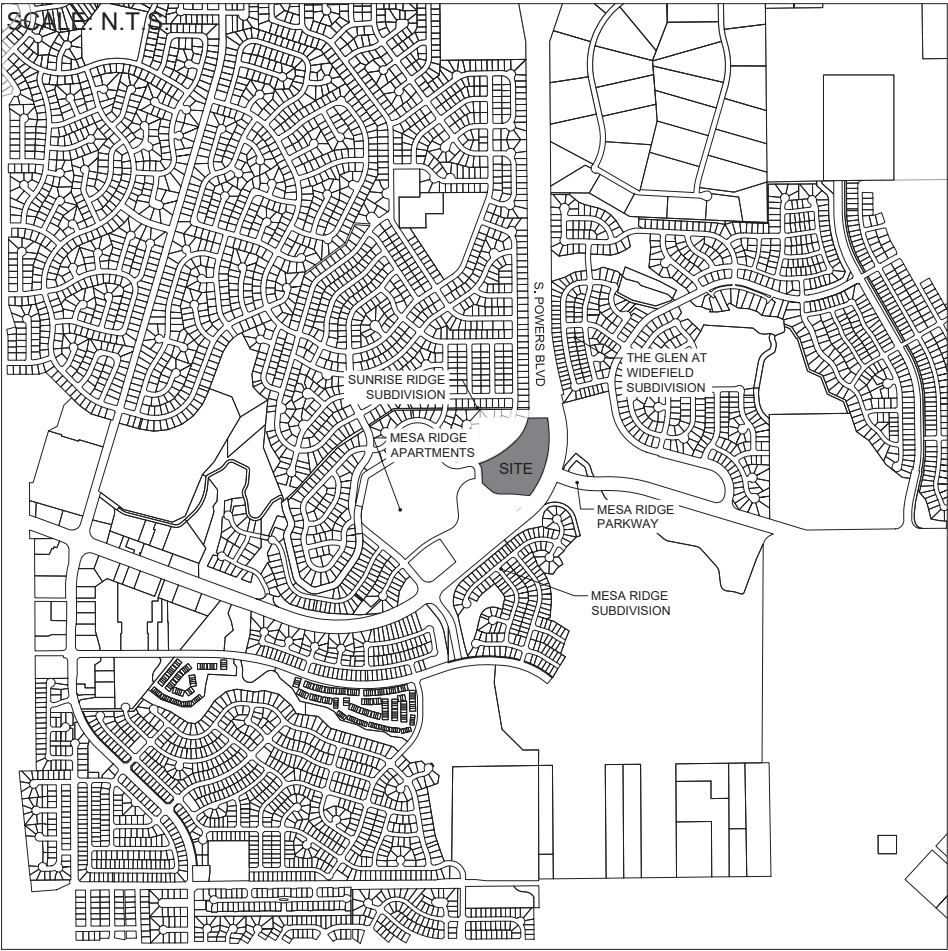 SCALE: N.T.S.
S. POWERS BLVD
THE GLEN AT
WIDEFIELD
SUBDIVISION
SUNRISE RIDGE
SUBDIVISION
MESA RIDGE
APARTMENTS
SITE
MESA RIDGE
PARKWAY
MESA RIDGE
SUBDIVISION